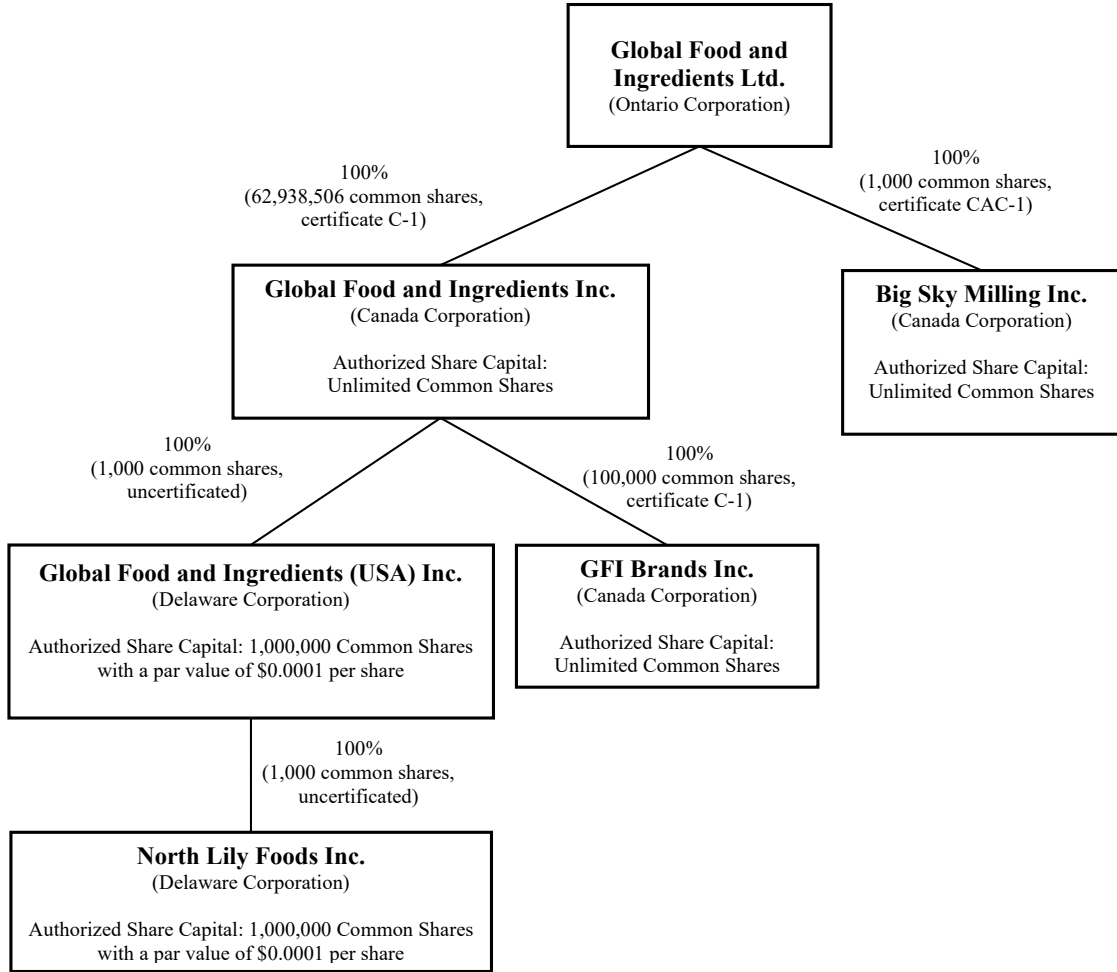 Global Food and
Ingredients Ltd.
(Ontario Corporation)
100%
(62,938,506 common shares,
certificate C-1)
100%
(1,000 common shares,
certificate CAC-1)
Global Food and Ingredients Inc.
(Canada Corporation)
Authorized Share Capital:
Unlimited Common Shares
Big Sky Milling Inc.
(Canada Corporation)
Authorized Share Capital:
Unlimited Common Shares
100%
(1,000 common shares,
uncertificated)
100%
(100,000 common shares,
certificate C-1)
Global Food and Ingredients (USA) Inc.
(Delaware Corporation)
Authorized Share Capital: 1,000,000 Common Shares
with a par value of $0.0001 per share
GFI Brands Inc.
(Canada Corporation)
Authorized Share Capital:
Unlimited Common Shares
100%
(1,000 common shares,
uncertificated)
North Lily Foods Inc.
(Delaware Corporation)
Authorized Share Capital: 1,000,000 Common Shares
with a par value of $0.0001 per share